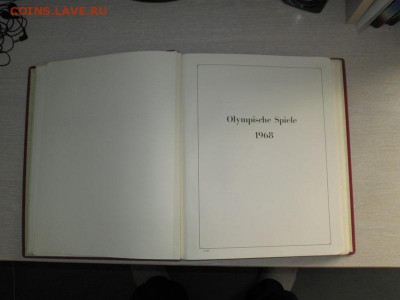 COINS.LAVE.RU
Olympische Spiele
1968